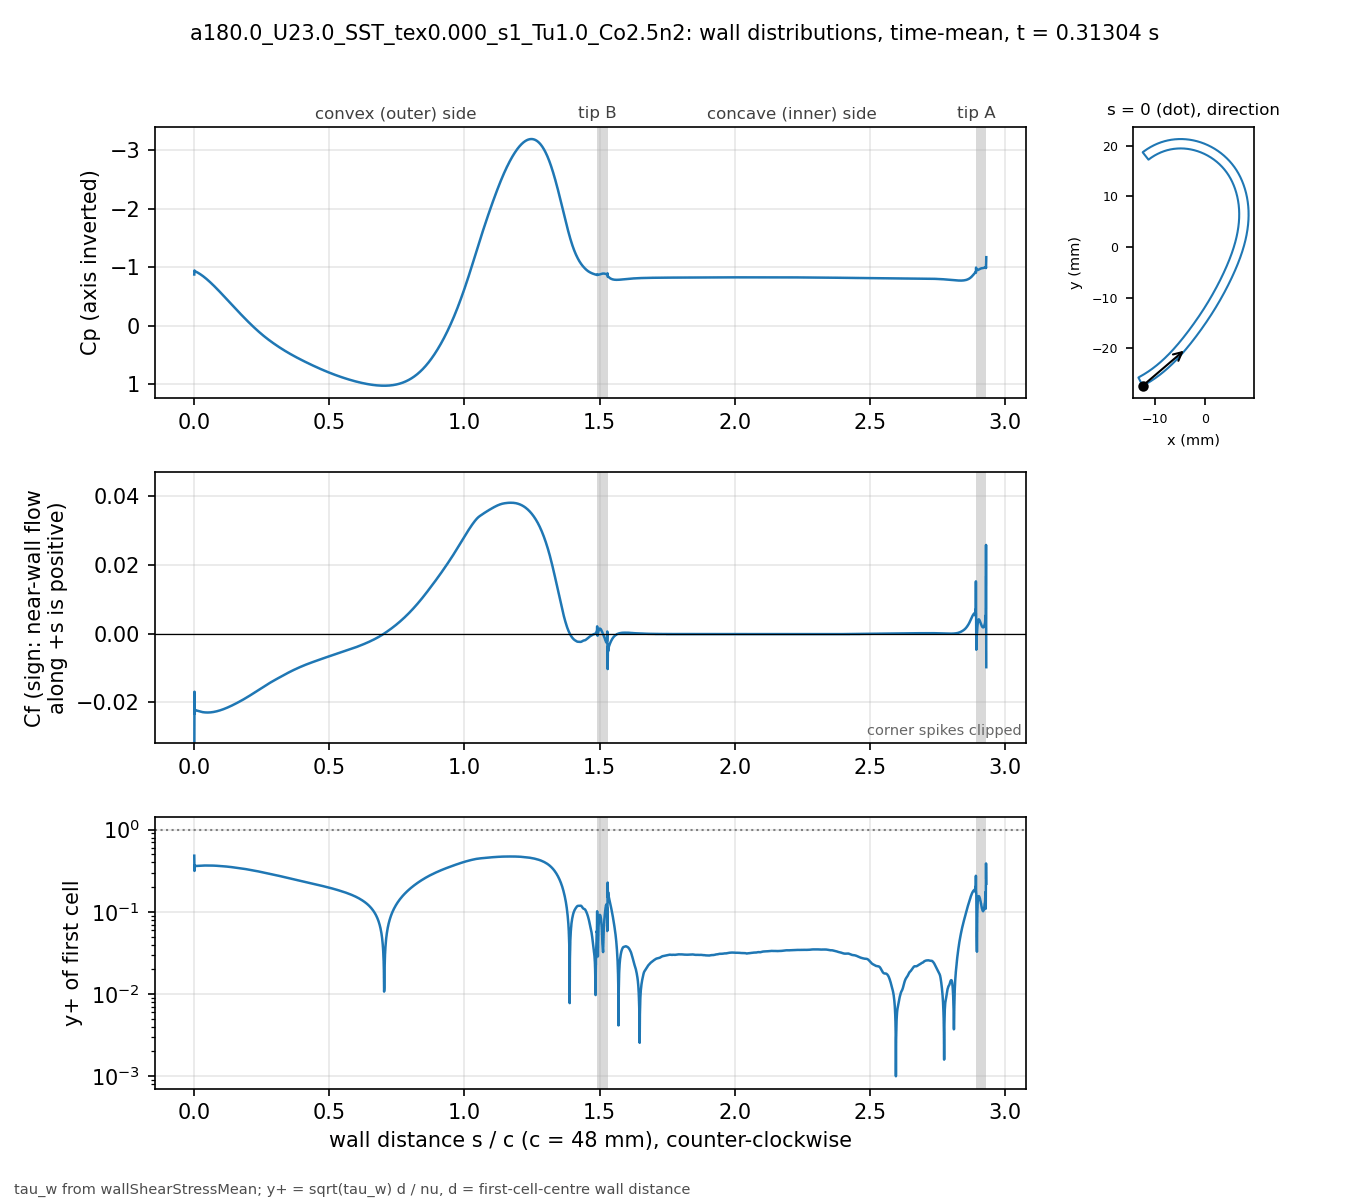 a180.0_U23.0_SST_tex0.000_s1_Tu1.0_Co2.5n2: wall distributions, time-mean, t = 0.31304 s
convex (outer) side
tip B
concave (inner) side
tip A
s = 0 (dot), direction
Cp (axis inverted)
−3
−2
−1
0
1
0.0 0.5 1.0 1.5 2.0 2.5 3.0
y (mm)
20
10
0
−10
−20
−10 0
x (mm)
Cf (sign: near-wall flow
along +s is positive)
0.04
0.02
0.00
−0.02
corner spikes clipped
0.0 0.5 1.0 1.5 2.0 2.5 3.0
y+ of first cell
10⁰
10⁻¹
10⁻²
10⁻³
0.0 0.5 1.0 1.5 2.0 2.5 3.0
wall distance s / c (c = 48 mm), counter-clockwise
tau_w from wallShearStressMean; y+ = sqrt(tau_w) d / nu, d = first-cell-centre wall distance